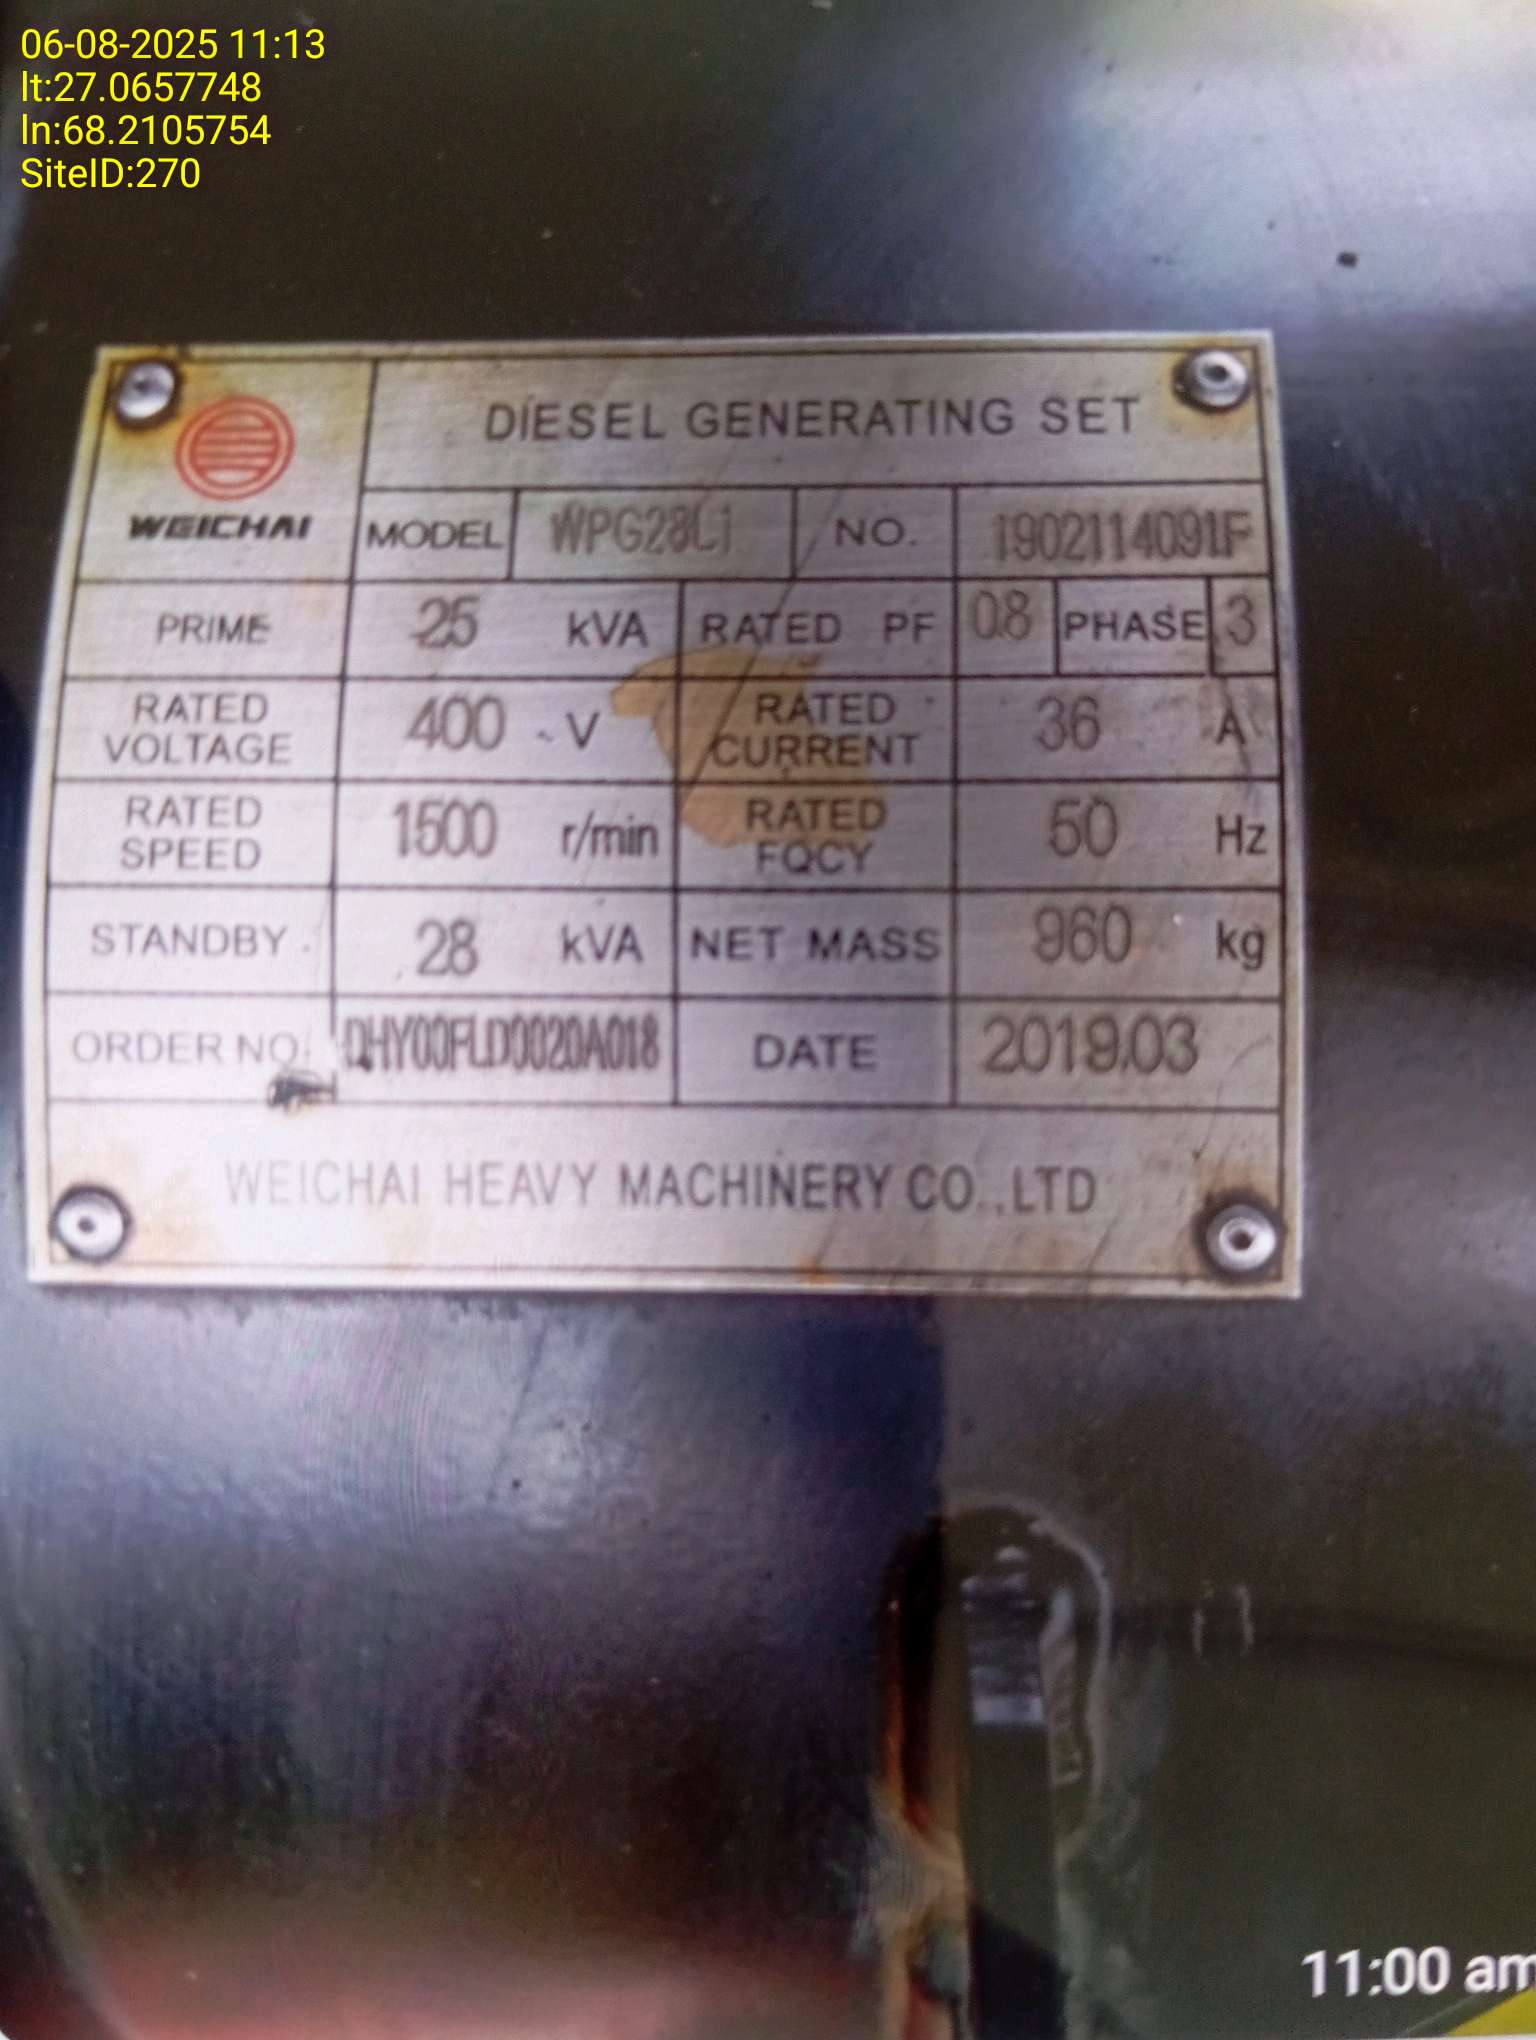 06-08-2025 11:13
lt:27.0657748
ln:68.2105754
SiteID:270
DIESEL GENERATING SET
WEICHAI
MODEL WPG28L1 NO. 1902114091F
PRIME 25 kVA RATED PF 0.8 PHASE 3
RATED VOLTAGE 400 V RATED CURRENT 36 A
RATED SPEED 1500 r/min RATED FQCY 50 Hz
STANDBY 28 kVA NET MASS 960 kg
ORDER NO. DHY00FLD0020A018 DATE 2019.03
WEICHAI HEAVY MACHINERY CO.,LTD
11:00 am